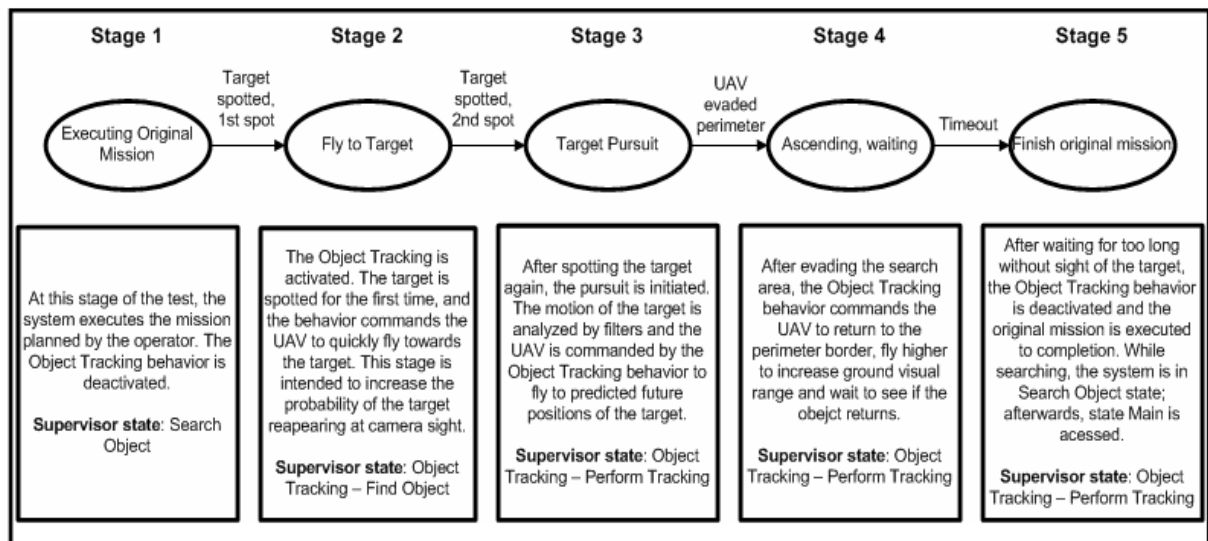 Stage 1
Stage 2
Stage 3
Stage 4
Stage 5
Executing Original
Mission
Target
spotted,
1st spot
Fly to Target
Target
spotted,
2nd spot
Target Pursuit
UAV
evaded
perimeter
Ascending, waiting
Timeout
Finish original mission
At this stage of the test, the
system executes the mission
planned by the operator. The
Object Tracking behavior is
deactivated.
Supervisor state: Search
Object
The Object Tracking is
activated. The target is
spotted for the first time, and
the behavior commands the
UAV to quickly fly towards
the target. This stage is
intended to increase the
probability of the target
reapearing at camera sight.
Supervisor state: Object
Tracking – Find Object
After spotting the target
again, the pursuit is initiated.
The motion of the target is
analyzed by filters and the
UAV is commanded by the
Object Tracking behavior to
fly to predicted future
positions of the target.
Supervisor state: Object
Tracking – Perform Tracking
After evading the search
area, the Object Tracking
behavior commands the
UAV to return to the
perimeter border, fly higher
to increase ground visual
range and wait to see if the
obejct returns.
Supervisor state: Object
Tracking – Perform Tracking
After waiting for too long
without sight of the target,
the Object Tracking behavior
is deactivated and the
original mission is executed
to completion. While
searching, the system is in
Search Object state;
afterwards, state Main is
acessed.
Supervisor state: Object
Tracking – Perform Tracking